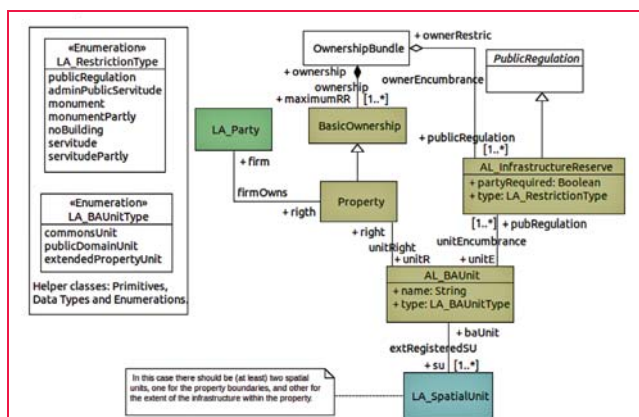 «Enumeration»
LA_RestrictionType
publicRegulation
adminPublicServitude
monument
monumentPartly
noBuilding
servitude
servitudePartly
«Enumeration»
LA_BAUnitType
commonsUnit
publicDomainUnit
extendedPropertyUnit
Helper classes: Primitives,
Data Types and Enumerations.
OwnershipBundle
+ ownerRestric
PublicRegulation
+ ownership
ownerEncumbrance
ownership
+ maximumRR
[1..*]
BasicOwnership
LA_Party
+ publicRegulation
[1..*]
+ firm
AL_InfrastructureReserve
+ partyRequired: Boolean
+ type: LA_RestrictionType
firmOwns
Property
+ rigth
+ right
[1..*]
+ pubRegulation
unitRight
unitEncumbrance
+ unitR
+ unitE
AL_BAUnit
+ name: String
+ type: LA_BAUnitType
+ baUnit
extRegisteredSU
+ su
[1..*]
LA_SpatialUnit
In this case there should be (at least) two spatial
units, one for the property boundaries, and other for
the extent of the infrastructure within the property.